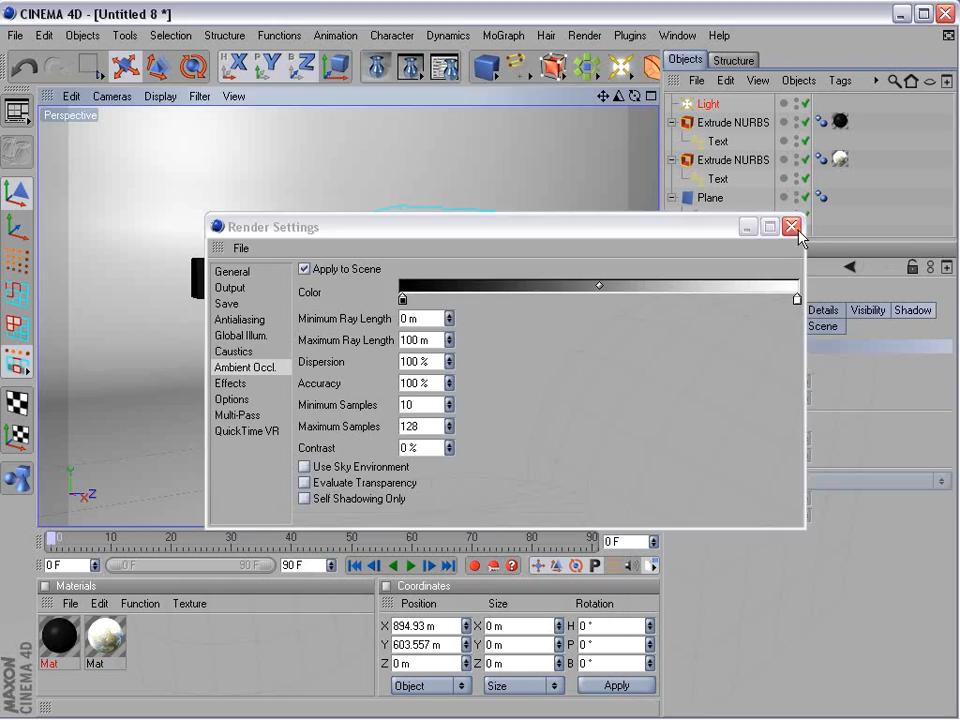 CINEMA 4D - [Untitled 8 *]
File Edit Objects Tools Selection Structure Functions Animation Character Dynamics MoGraph Hair Render Plugins Window Help
X Y Z
Objects Structure
File Edit View Objects Tags
Edit Cameras Display Filter View
Perspective
Light
Extrude NURBS
Text
Extrude NURBS
Text
Plane
Render Settings
File
General
Output
Save
Antialiasing
Global Illum.
Caustics
Ambient Occl.
Effects
Options
Multi-Pass
QuickTime VR
Apply to Scene
Color
Minimum Ray Length 0 m
Maximum Ray Length 100 m
Dispersion 100 %
Accuracy 100 %
Minimum Samples 10
Maximum Samples 128
Contrast 0 %
Use Sky Environment
Evaluate Transparency
Self Shadowing Only
Details Visibility Shadow
Scene
Y
X Z
0 10 20 30 40 50 60 70 80 90 0 F
0 F 0 F 90 F 90 F P
Materials
File Edit Function Texture
Mat Mat
Coordinates
Position Size Rotation
X 894.93 m X 0 m H 0 °
Y 603.557 m Y 0 m P 0 °
Z 0 m Z 0 m B 0 °
Object Size Apply
MAXON
CINEMA 4D